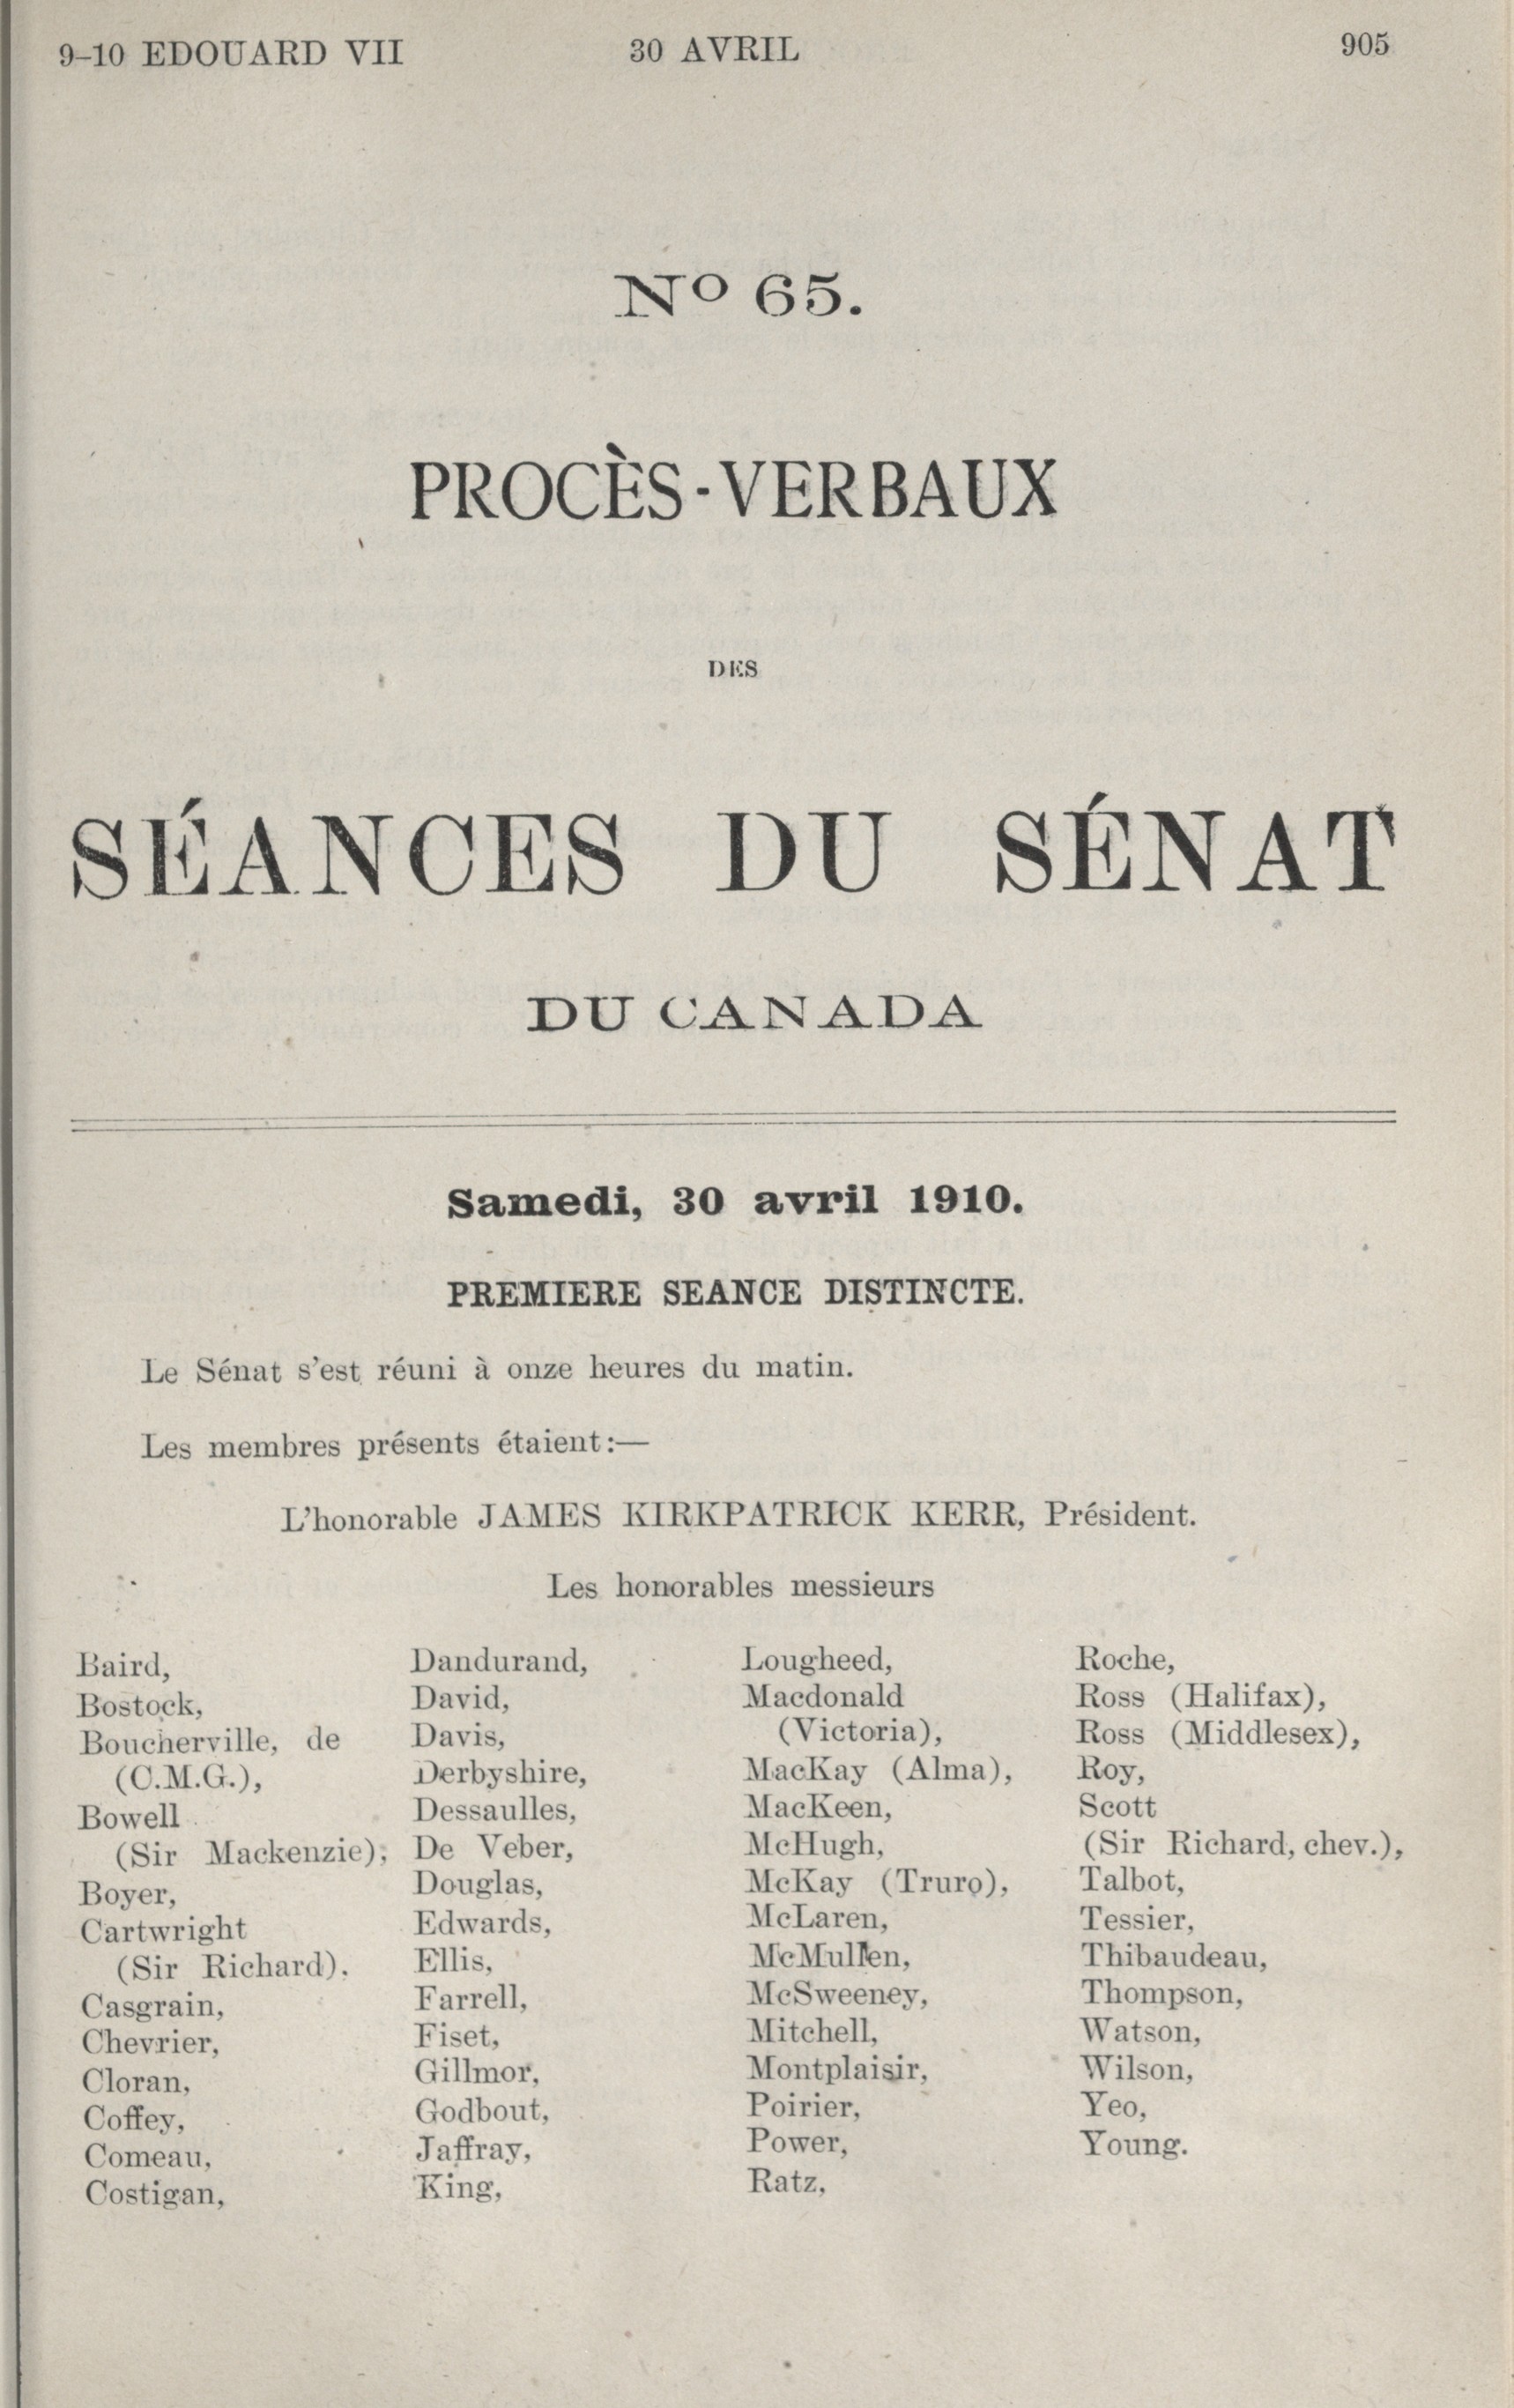 9-10 EDOUARD VII 30 AVRIL 905
No 65.
PROCÈS-VERBAUX
DES
SÉANCES DU SÉNAT
DU CANADA
Samedi, 30 avril 1910.
PREMIERE SEANCE DISTINCTE.
Le Sénat s'est réuni à onze heures du matin.
Les membres présents étaient:—
L'honorable JAMES KIRKPATRICK KERR, Président.
Les honorables messieurs
Baird,
Bostock,
Boucherville, de
(C.M.G.),
Bowell
(Sir Mackenzie),
Boyer,
Cartwright
(Sir Richard).
Casgrain,
Chevrier,
Cloran,
Coffey,
Comeau,
Costigan,
Dandurand,
David,
Davis,
Derbyshire,
Dessaulles,
De Veber,
Douglas,
Edwards,
Ellis,
Farrell,
Fiset,
Gillmor,
Godbout,
Jaffray,
King,
Lougheed,
Macdonald
(Victoria),
MacKay (Alma),
MacKeen,
McHugh,
McKay (Truro),
McLaren,
McMullen,
McSweeney,
Mitchell,
Montplaisir,
Poirier,
Power,
Ratz,
Roche,
Ross (Halifax),
Ross (Middlesex),
Roy,
Scott
(Sir Richard, chev.),
Talbot,
Tessier,
Thibaudeau,
Thompson,
Watson,
Wilson,
Yeo,
Young.